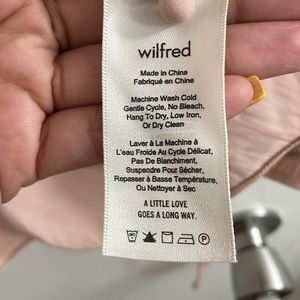 wilfred
Made in China
Fabriqué en Chine
Machine Wash Cold
Gentle Cycle, No Bleach,
Hang To Dry, Low Iron,
Or Dry Clean
Laver À La Machine À
L'eau Froide Au Cycle Délicat,
Pas De Blanchiment,
Suspendre Pour Sécher,
Repasser à Basse Température,
Ou Nettoyer à Sec
A LITTLE LOVE
GOES A LONG WAY.